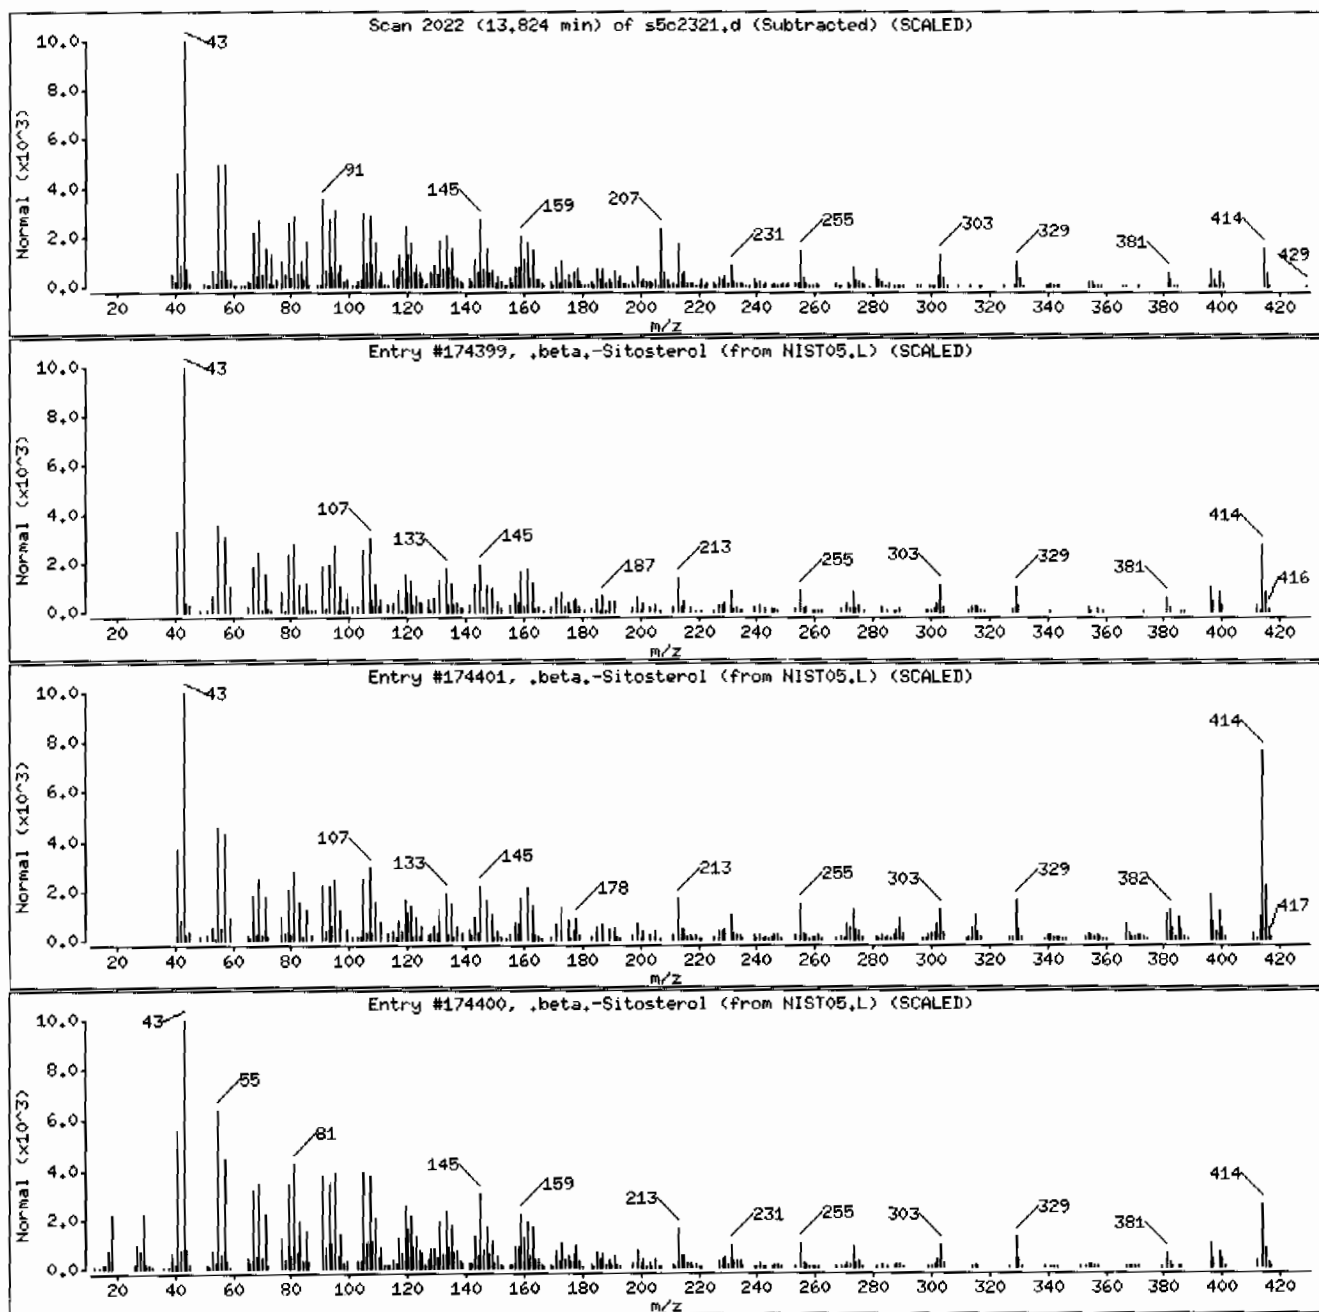 Scan 2022 (13.824 min) of s5c2321.d (Subtracted) (SCALED)
Normal (x10^3)
10.0
8.0
6.0
4.0
2.0
0.0
43 91 145 159 207 231 255 303 329 381 414 429
20 40 60 80 100 120 140 160 180 200 220 240 260 280 300 320 340 360 380 400 420
m/z
Entry #174399, .beta.-Sitosterol (from NIST05.L) (SCALED)
Normal (x10^3)
10.0
8.0
6.0
4.0
2.0
0.0
43 107 133 145 187 213 255 303 329 381 414 416
20 40 60 80 100 120 140 160 180 200 220 240 260 280 300 320 340 360 380 400 420
m/z
Entry #174401, .beta.-Sitosterol (from NIST05.L) (SCALED)
Normal (x10^3)
10.0
8.0
6.0
4.0
2.0
0.0
43 107 133 145 178 213 255 303 329 382 414 417
20 40 60 80 100 120 140 160 180 200 220 240 260 280 300 320 340 360 380 400 420
m/z
Entry #174400, .beta.-Sitosterol (from NIST05.L) (SCALED)
Normal (x10^3)
10.0
8.0
6.0
4.0
2.0
0.0
43 55 81 145 159 213 231 255 303 329 381 414
20 40 60 80 100 120 140 160 180 200 220 240 260 280 300 320 340 360 380 400 420
m/z